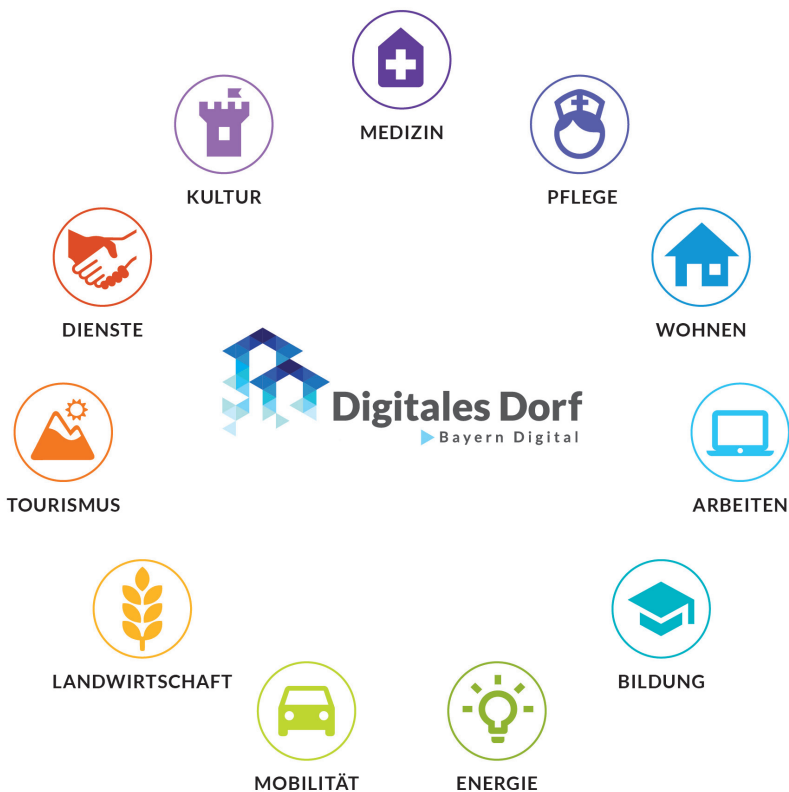 MEDIZIN
KULTUR
PFLEGE
DIENSTE
WOHNEN
Digitales Dorf
Bayern Digital
TOURISMUS
ARBEITEN
LANDWIRTSCHAFT
BILDUNG
MOBILITÄT
ENERGIE